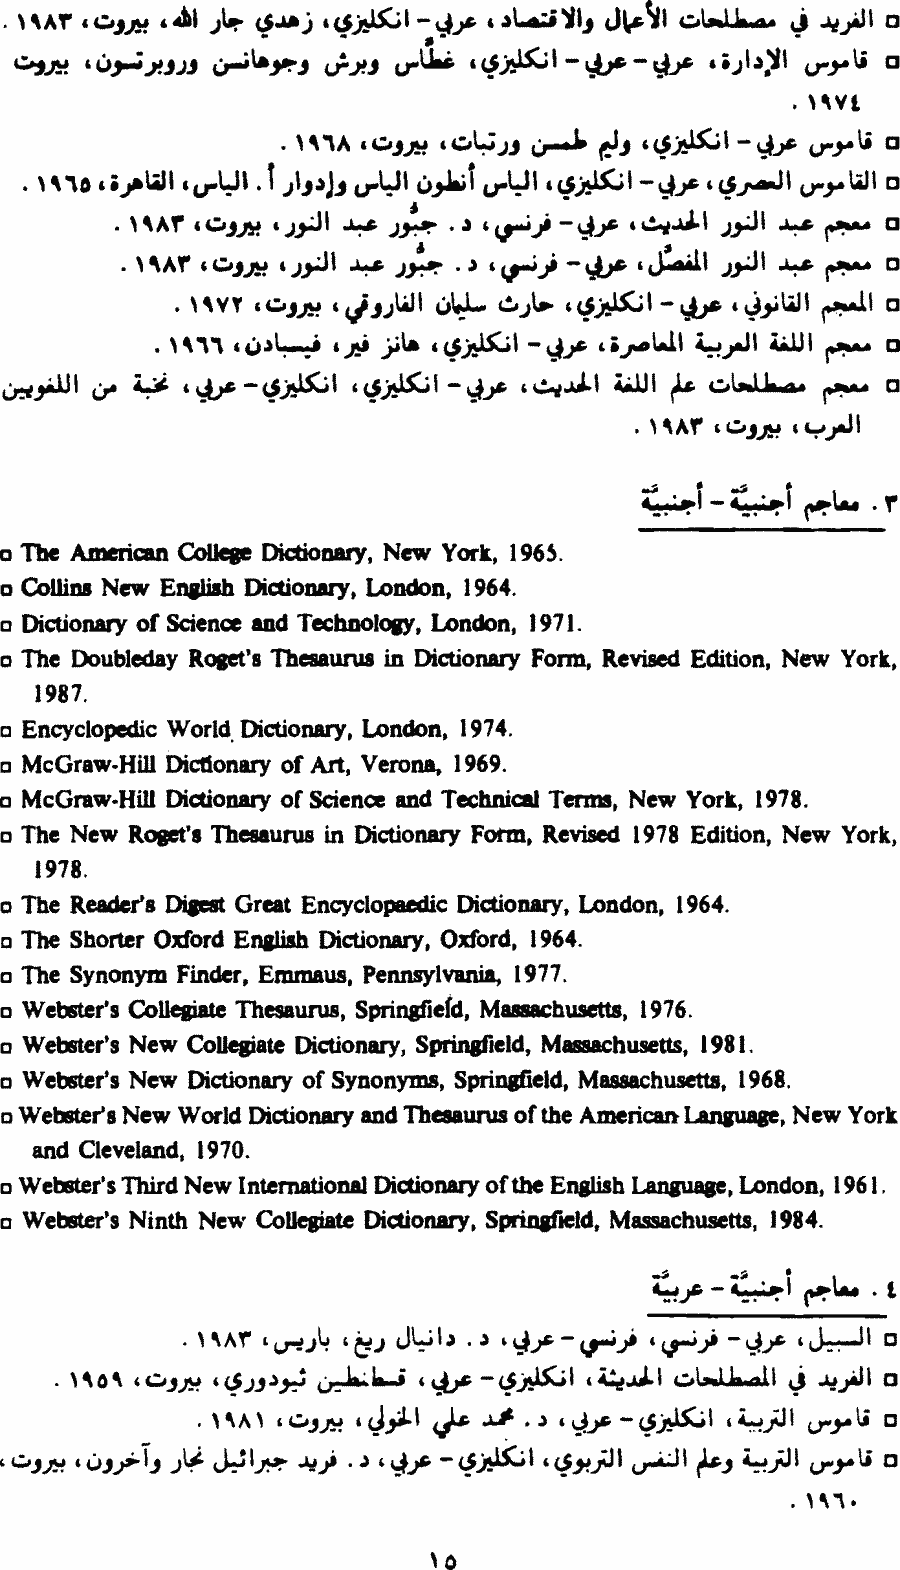 □ الفريد في مصطلحات الأعمال والاقتصاد، عربي – انكليزي، زهدي جار الله، بيروت، ١٩٨٣ .
□ قاموس الإدارة، عربي – عربي – انكليزي، غطّاس وبرش وجوهانسن وروبرتسون، بيروت
١٩٧٤ .
□ قاموس عربي – انكليزي، وليم طمسن ورتبات، بيروت، ١٩٦٨ .
□ القاموس العصري، عربي – انكليزي، الياس أنطون الياس وإدوار أ. الياس، القاهرة، ١٩٦٥ .
□ معجم عبد النور الحديث، عربي – فرنسي، د. جبّور عبد النور، بيروت، ١٩٨٣ .
□ معجم عبد النور المفصَّل، عربي – فرنسي، د. جبّور عبد النور، بيروت، ١٩٨٣ .
□ المعجم القانوني، عربي – انكليزي، حارث سليمان الفاروقي، بيروت، ١٩٧٢ .
□ معجم اللغة العربية المعاصرة، عربي – انكليزي، هانز فير، فيسبادن، ١٩٦٦ .
□ معجم مصطلحات علم اللغة الحديث، عربي – انكليزي، انكليزي – عربي، نخبة من اللغويين
العرب، بيروت، ١٩٨٣ .
٣ . معاجم أجنبيَّة – أجنبيَّة
□ The American College Dictionary, New York, 1965.
□ Collins New English Dictionary, London, 1964.
□ Dictionary of Science and Technology, London, 1971.
□ The Doubleday Roget's Thesaurus in Dictionary Form, Revised Edition, New York,
1987.
□ Encyclopedic World Dictionary, London, 1974.
□ McGraw-Hill Dictionary of Art, Verona, 1969.
□ McGraw-Hill Dictionary of Science and Technical Terms, New York, 1978.
□ The New Roget's Thesaurus in Dictionary Form, Revised 1978 Edition, New York,
1978.
□ The Reader's Digest Great Encyclopaedic Dictionary, London, 1964.
□ The Shorter Oxford English Dictionary, Oxford, 1964.
□ The Synonym Finder, Emmaus, Pennsylvania, 1977.
□ Webster's Collegiate Thesaurus, Springfield, Massachusetts, 1976.
□ Webster's New Collegiate Dictionary, Springfield, Massachusetts, 1981.
□ Webster's New Dictionary of Synonyms, Springfield, Massachusetts, 1968.
□ Webster's New World Dictionary and Thesaurus of the American Language, New York
and Cleveland, 1970.
□ Webster's Third New International Dictionary of the English Language, London, 1961.
□ Webster's Ninth New Collegiate Dictionary, Springfield, Massachusetts, 1984.
٤ . معاجم أجنبيَّة – عربيَّة
□ السبيل، عربي – فرنسي، فرنسي – عربي، د. دانيال ريغ، باريس، ١٩٨٣ .
□ الفريد في المصطلحات الحديثة، انكليزي – عربي، قسطنطين ثيودوري، بيروت، ١٩٥٩ .
□ قاموس التربية، انكليزي – عربي، د. محمد علي الخولي، بيروت، ١٩٨١ .
□ قاموس التربية وعلم النفس التربوي، انكليزي – عربي، د. فريد جبرائيل نجار وآخرون، بيروت،
١٩٦٠ .
١٥